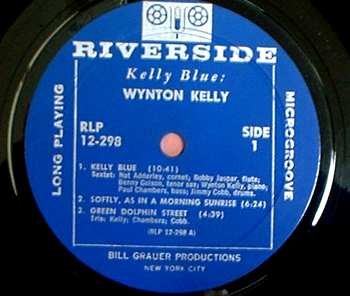 RIVERSIDE
Kelly Blue:
WYNTON KELLY
LONG PLAYING
MICROGROOVE
RLP
12-298
SIDE
1
1. KELLY BLUE (10:41)
Sextet: Nat Adderley, cornet; Bobby Jaspar, flute;
Benny Golson, tenor sax; Wynton Kelly, piano;
Paul Chambers, bass; Jimmy Cobb, drums.
2. SOFTLY, AS IN A MORNING SUNRISE (6:24)
3. GREEN DOLPHIN STREET (4:39)
Trio: Kelly; Chambers; Cobb.
(RLP 12-298 A)
BILL GRAUER PRODUCTIONS
NEW YORK CITY